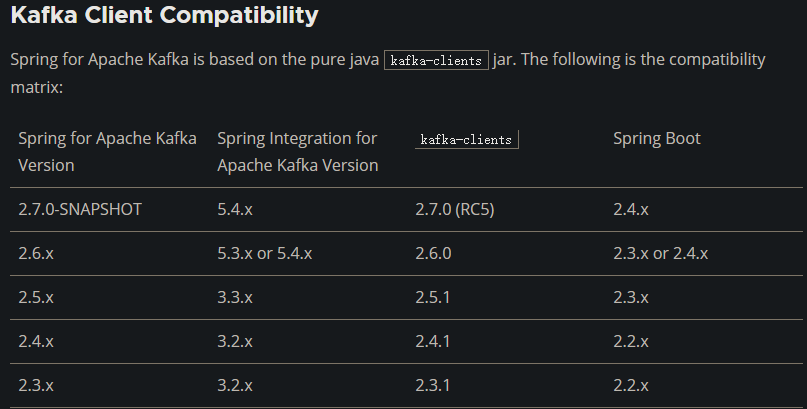 Kafka Client Compatibility
Spring for Apache Kafka is based on the pure java kafka-clients jar. The following is the compatibility
matrix:
Spring for Apache Kafka Version Spring Integration for Apache Kafka Version kafka-clients Spring Boot
2.7.0-SNAPSHOT 5.4.x 2.7.0 (RC5) 2.4.x
2.6.x 5.3.x or 5.4.x 2.6.0 2.3.x or 2.4.x
2.5.x 3.3.x 2.5.1 2.3.x
2.4.x 3.2.x 2.4.1 2.2.x
2.3.x 3.2.x 2.3.1 2.2.x